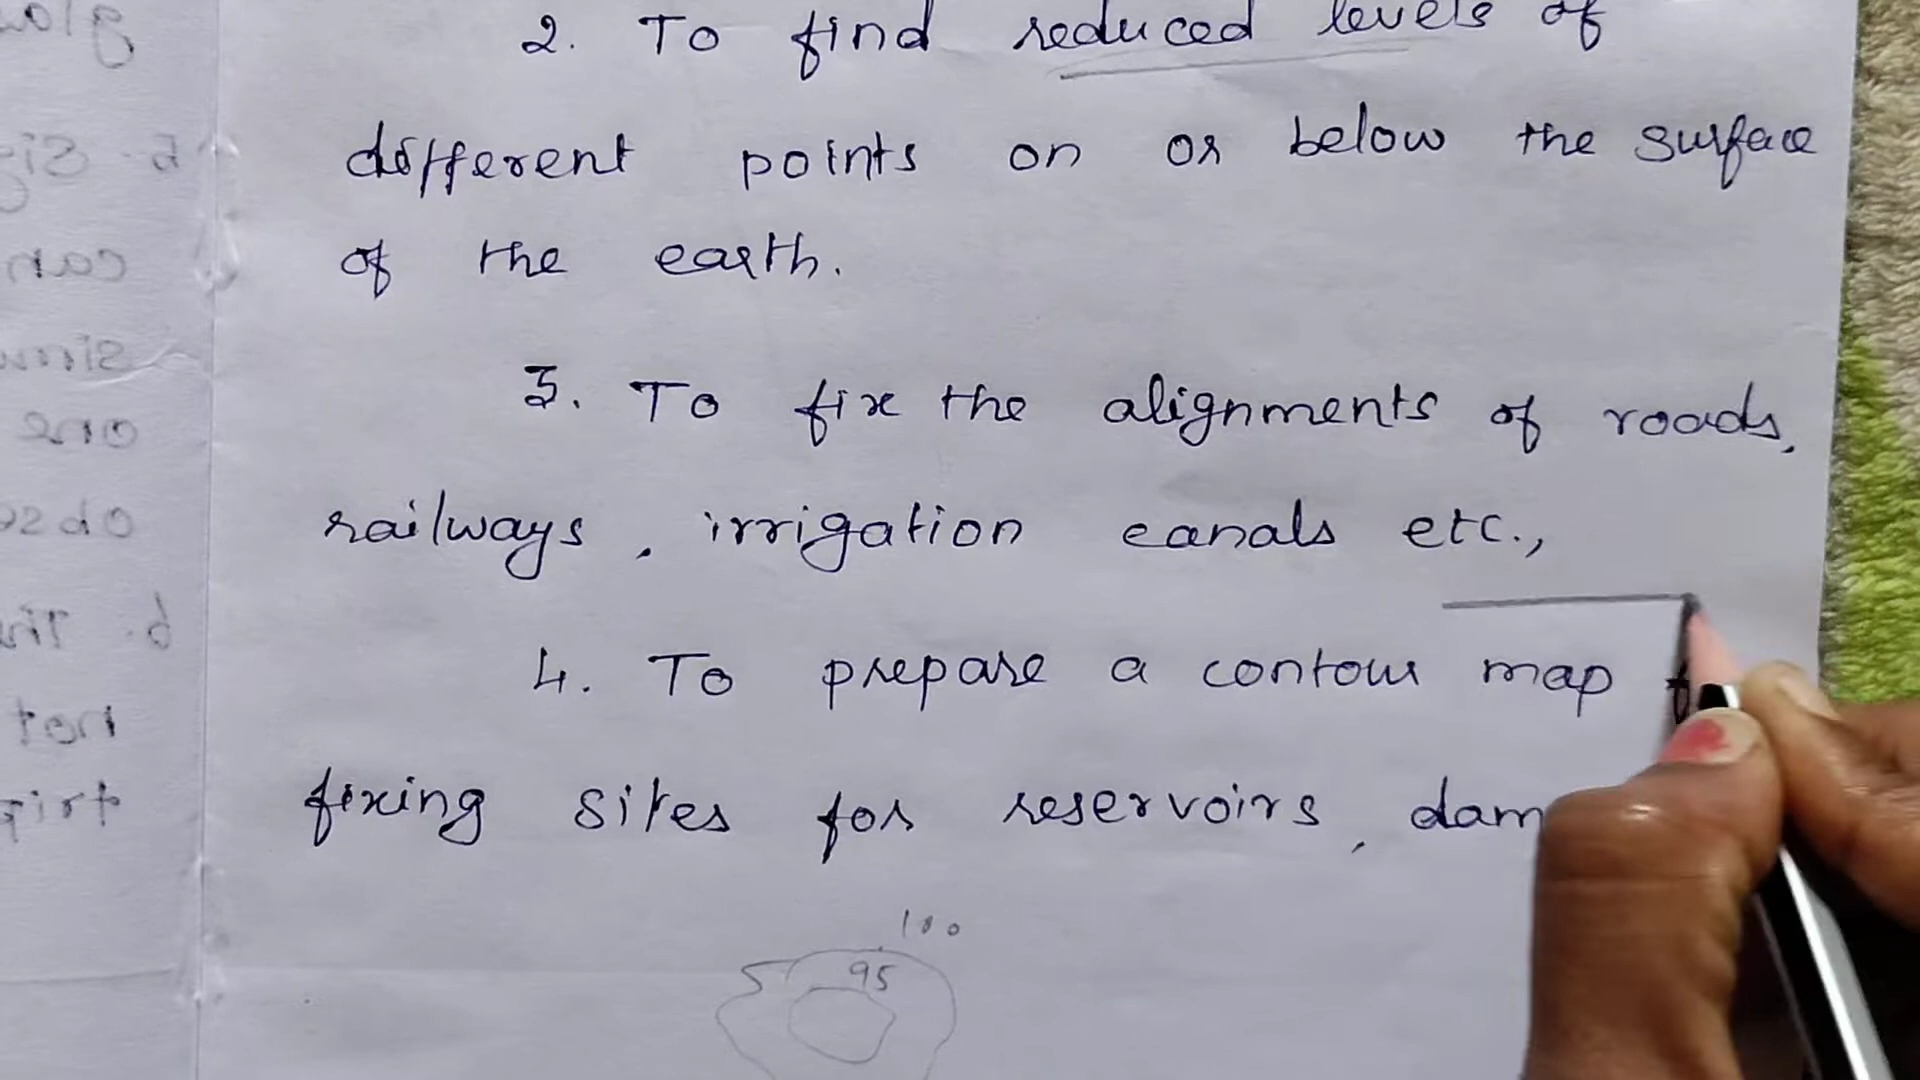 2. To find reduced levels of
different points on or below the surface
of the earth.
3. To fix the alignments of roads,
railways, irrigation canals etc.,
4. To prepare a contour map
fixing sites for reservoirs, dam
100
95